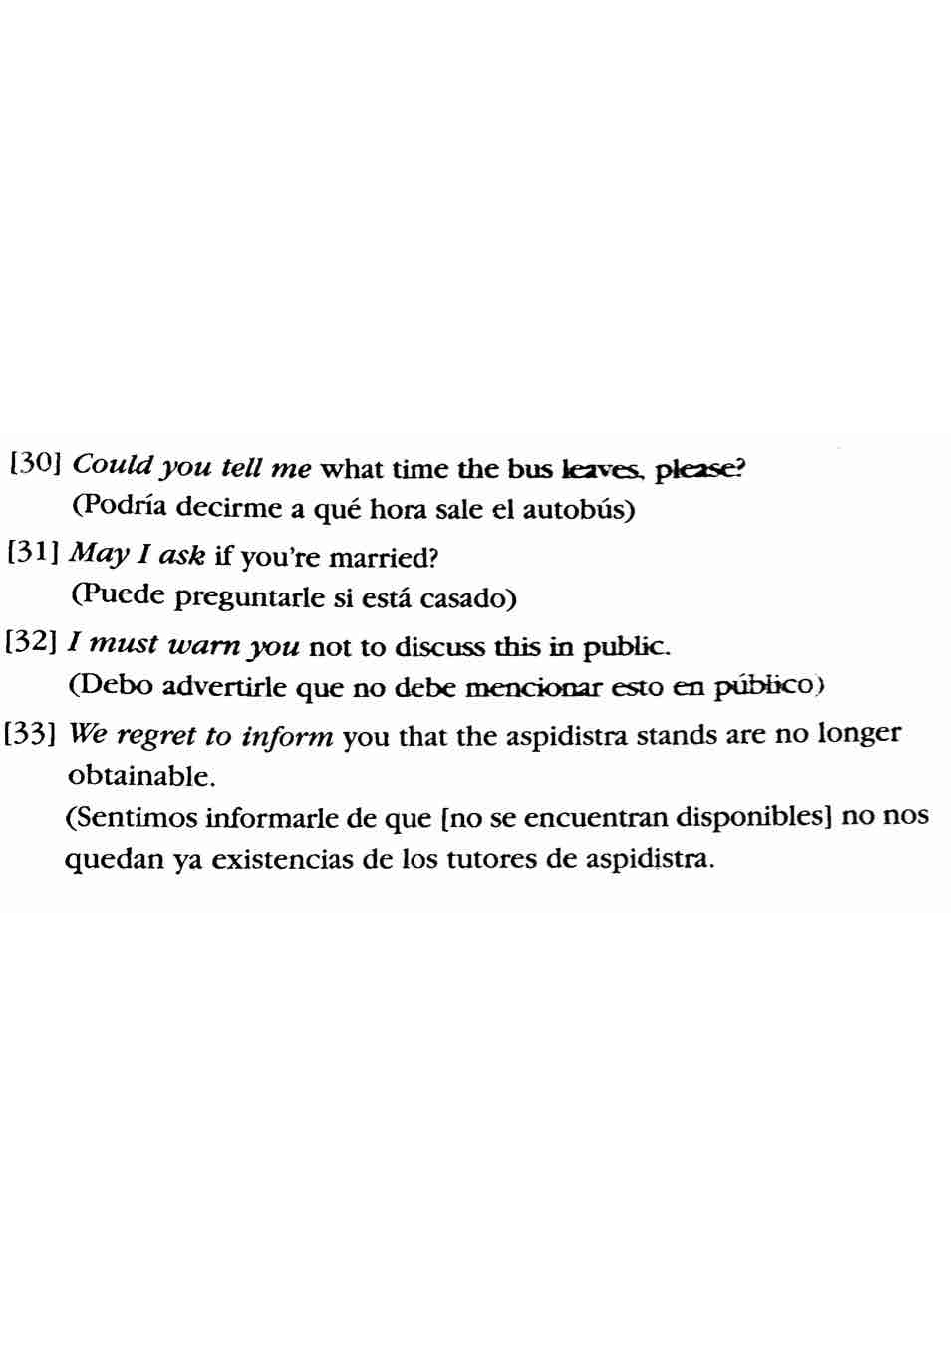 [30] Could you tell me what time the bus leaves, please?
(Podría decirme a qué hora sale el autobús)
[31] May I ask if you're married?
(Puede preguntarle si está casado)
[32] I must warn you not to discuss this in public.
(Debo advertirle que no debe mencionar esto en público)
[33] We regret to inform you that the aspidistra stands are no longer
obtainable.
(Sentimos informarle de que [no se encuentran disponibles] no nos
quedan ya existencias de los tutores de aspidistra.